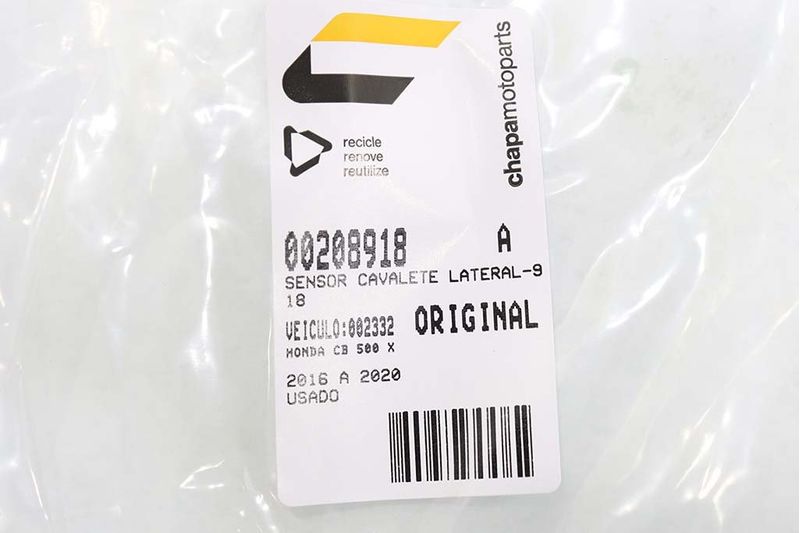 chapamotoparts
recicle
renove
reutilize
00208918 A
SENSOR CAVALETE LATERAL-9
18
VEICULO:002332 ORIGINAL
HONDA CB 500 X
2016 A 2020
USADO